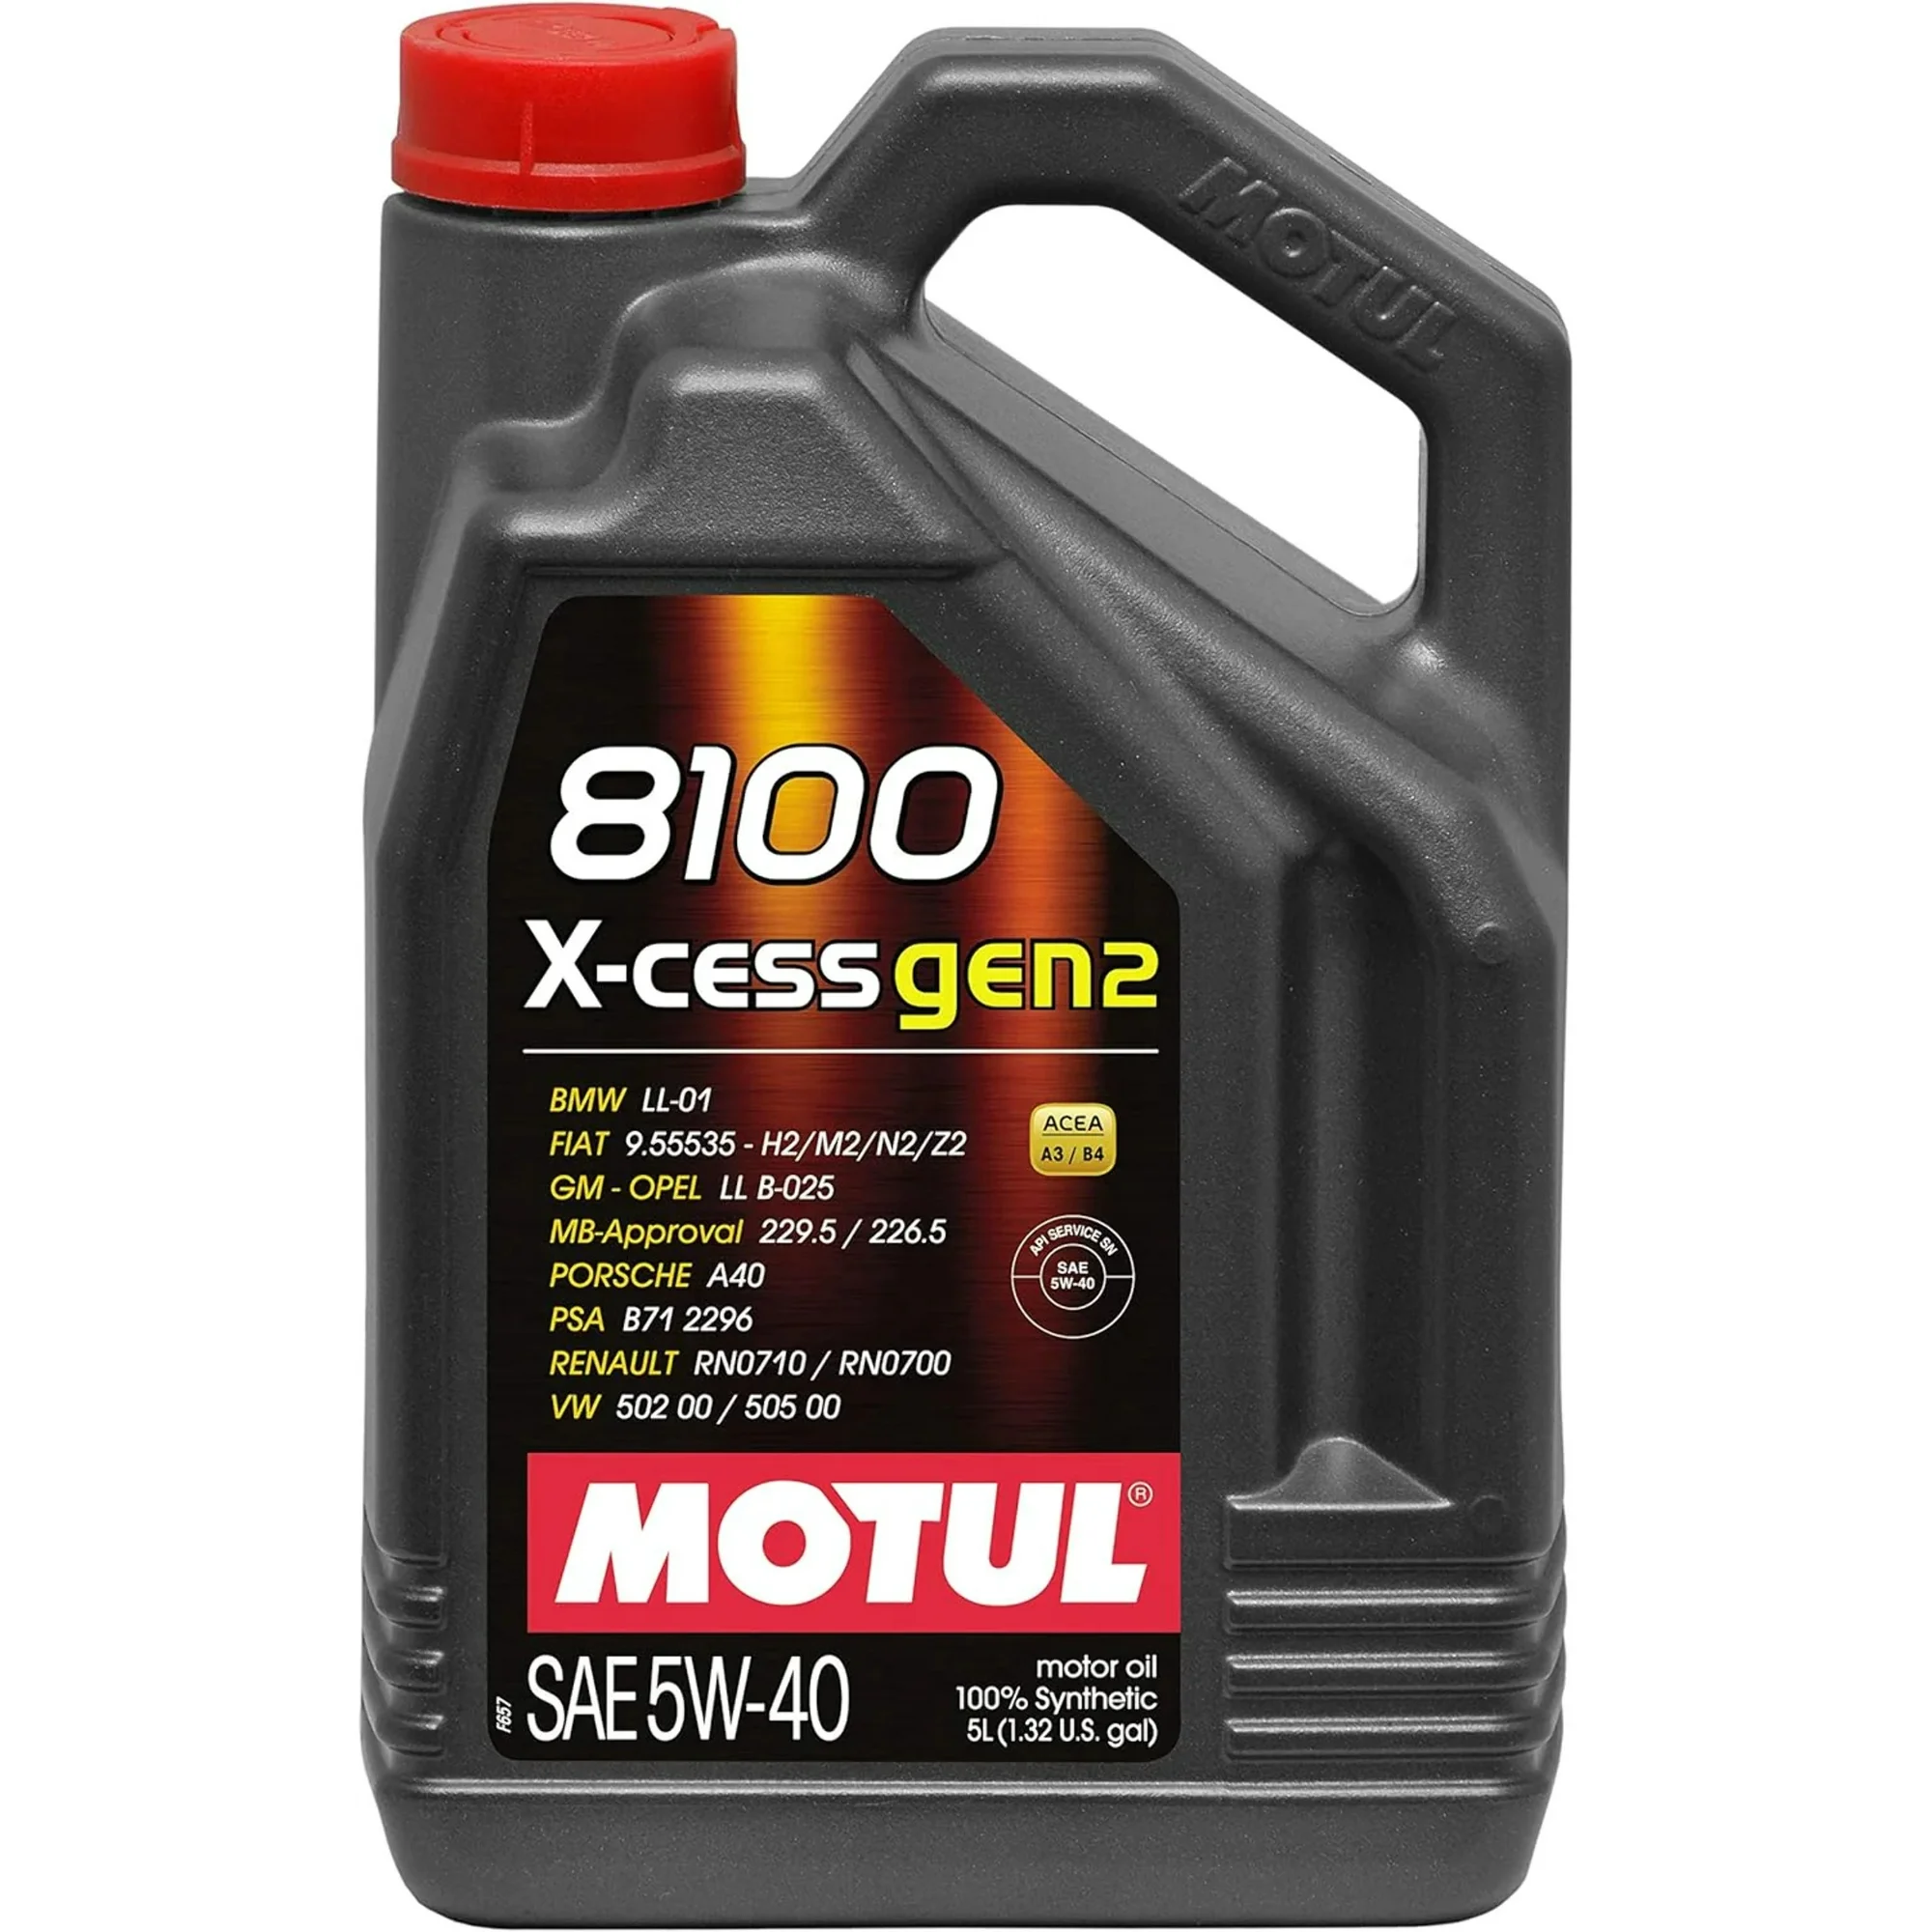 MOTUL
8100
X-cess gen2
BMW LL-01
FIAT 9.55535 - H2/M2/N2/Z2
GM - OPEL LL B-025
MB-Approval 229.5 / 226.5
PORSCHE A40
PSA B71 2296
RENAULT RN0710 / RN0700
VW 502 00 / 505 00
ACEA
A3 / B4
API SERVICE SN
SAE
5W-40
MOTUL®
SAE 5W-40
motor oil
100% Synthetic
5L (1.32 U.S. gal)
F657